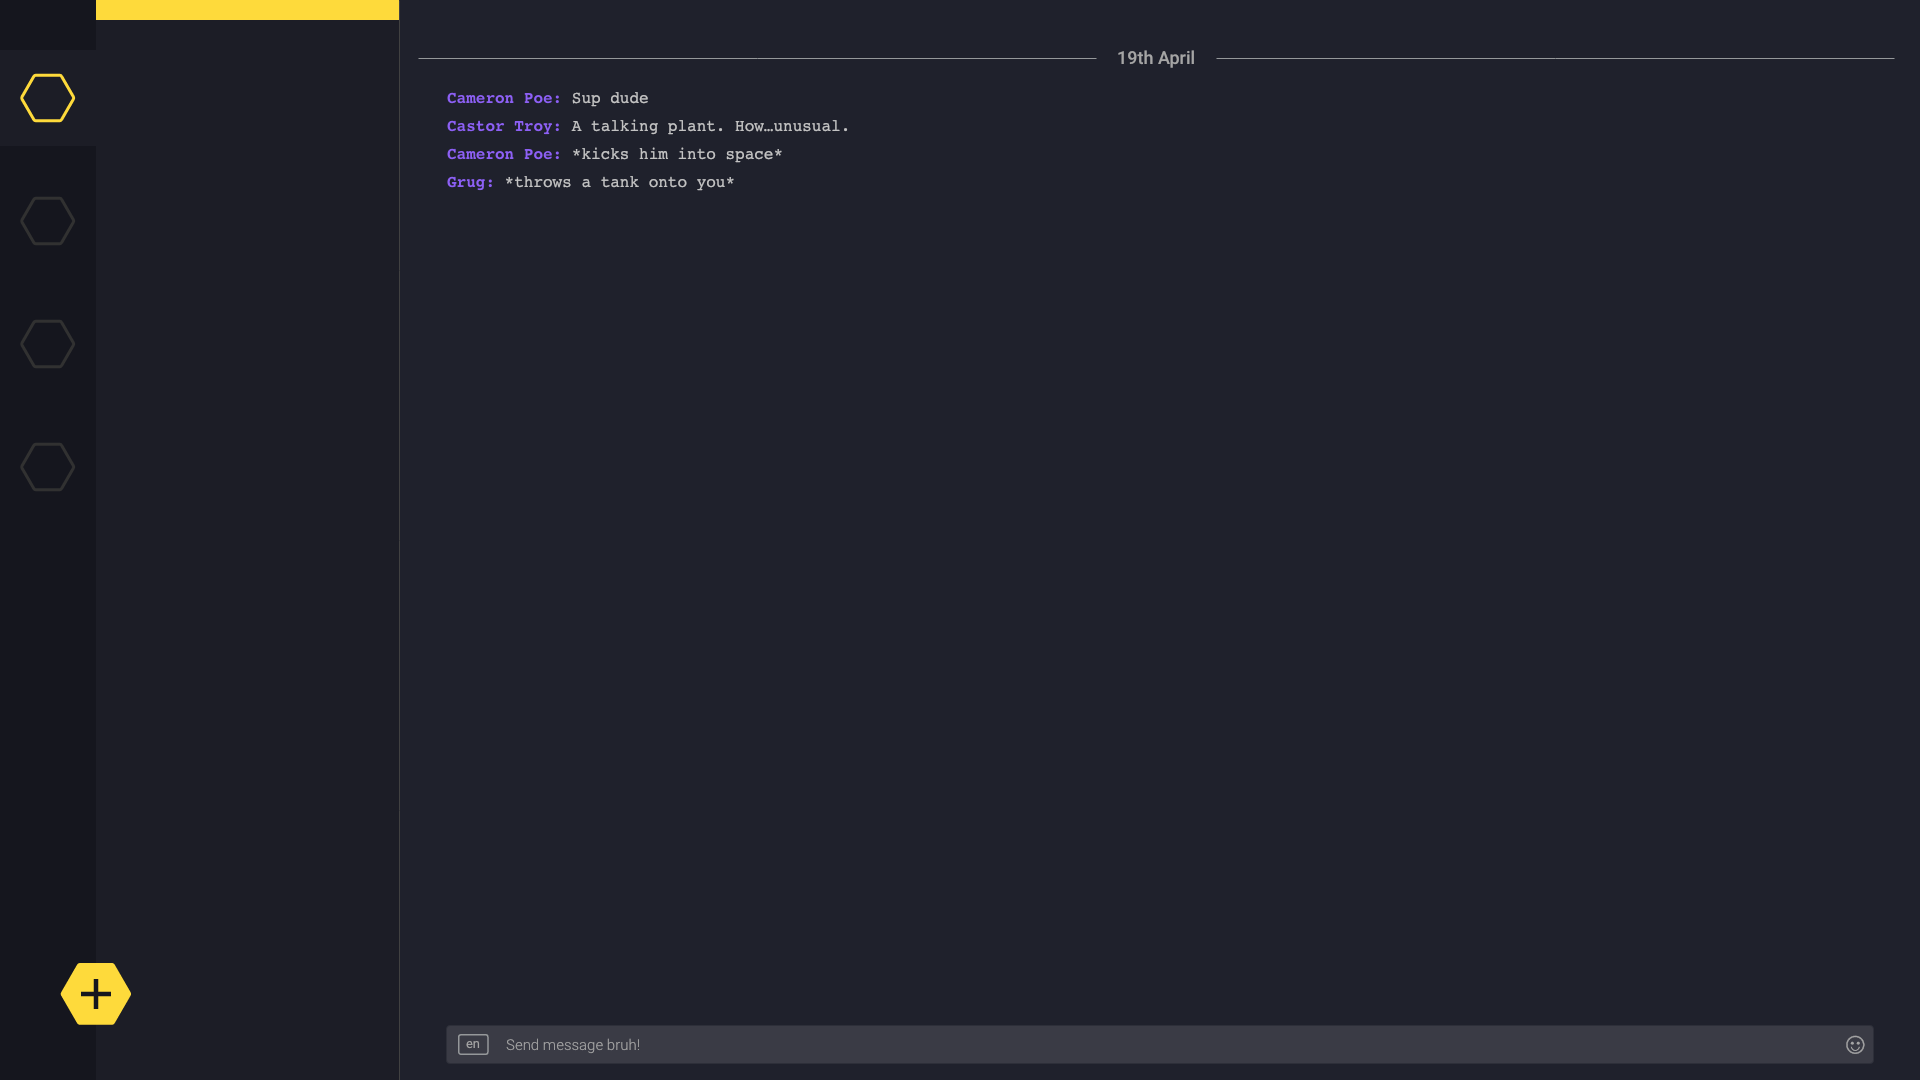 19th April
Cameron Poe: Sup dude
Castor Troy: A talking plant. How…unusual.
Cameron Poe: *kicks him into space*
Grug: *throws a tank onto you*
en Send message bruh!